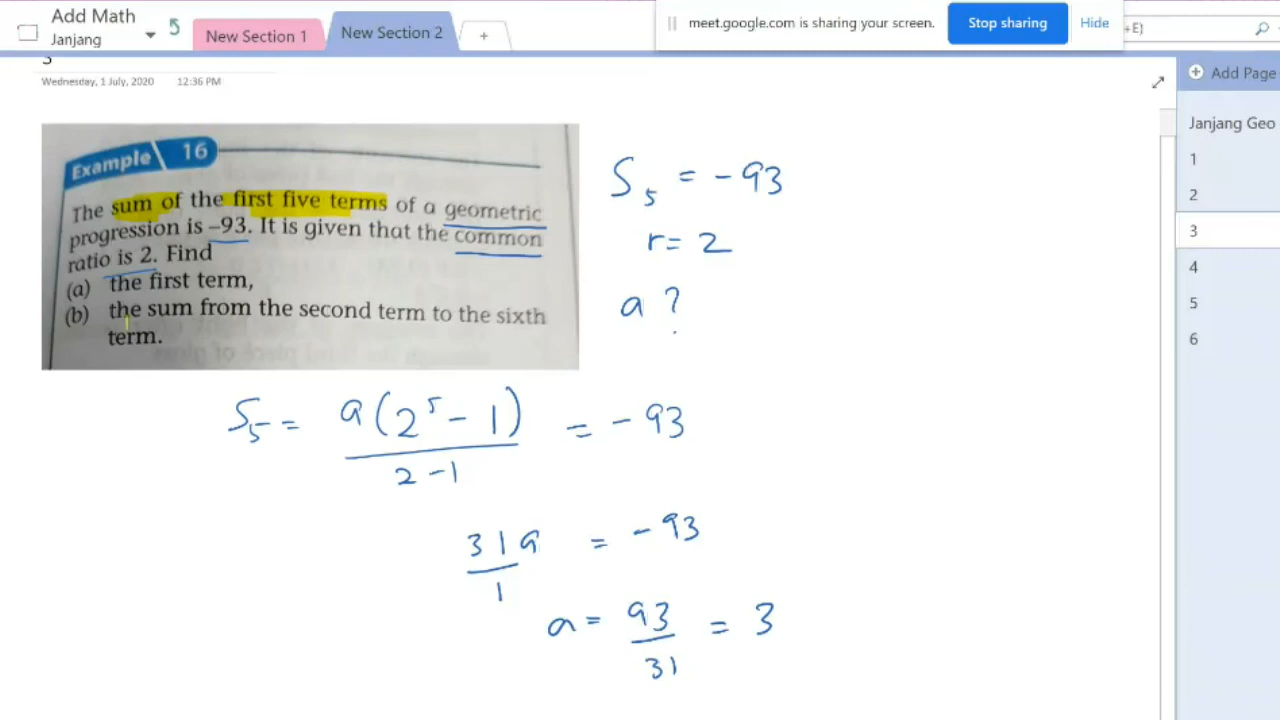 Add Math
Janjang
New Section 1
New Section 2
+
meet.google.com is sharing your screen.
Stop sharing
Hide
+E)
3
Wednesday, 1 July, 2020 12:36 PM
Add Page
Janjang Geo
1
2
3
4
5
6
Example 16
The sum of the first five terms of a geometric
progression is –93. It is given that the common
ratio is 2. Find
(a) the first term,
(b) the sum from the second term to the sixth
term.
S₅ = -93
r = 2
a ?
S₅ = a(2⁵ - 1) / 2-1 = -93
31a / 1 = -93
a = 93 / 31 = 3